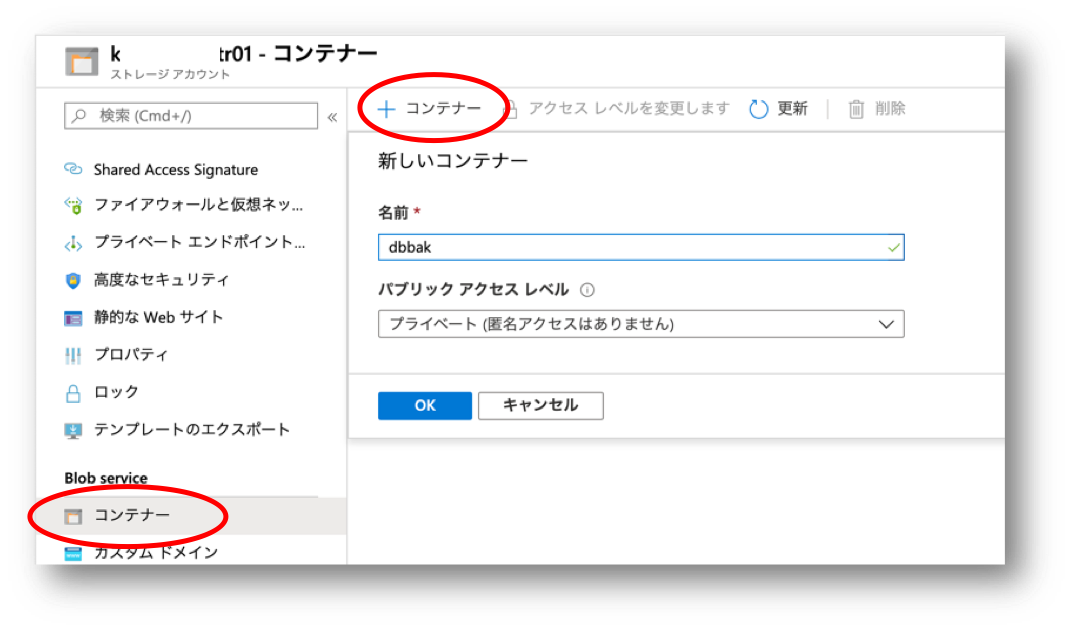 k tr01 - コンテナー
ストレージ アカウント
検索 (Cmd+/)
«
Shared Access Signature
ファイアウォールと仮想ネッ...
プライベート エンドポイント...
高度なセキュリティ
静的な Web サイト
プロパティ
ロック
テンプレートのエクスポート
Blob service
コンテナー
カスタム ドメイン
＋ コンテナー
アクセス レベルを変更します
更新
削除
新しいコンテナー
名前 *
dbbak
パブリック アクセス レベル
プライベート (匿名アクセスはありません)
OK
キャンセル